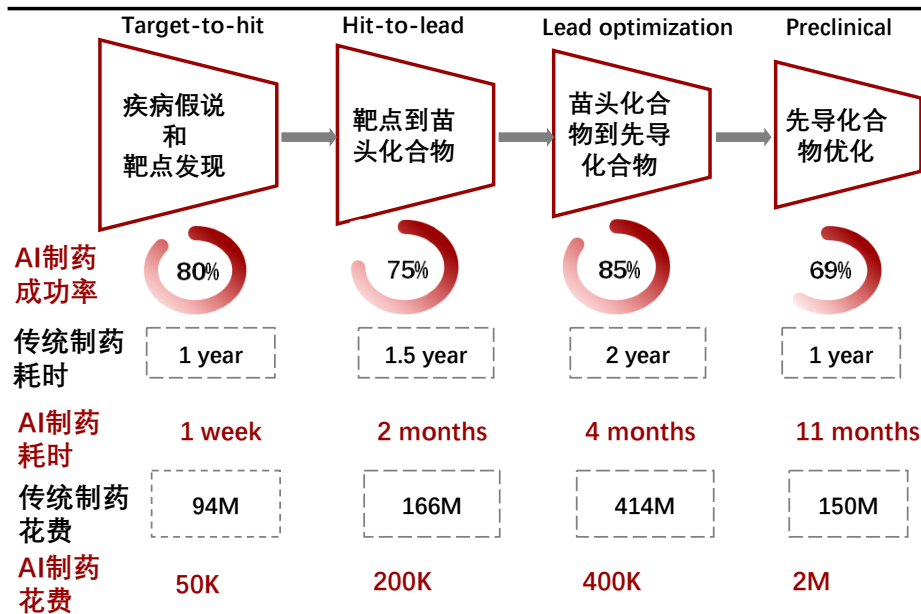 Target-to-hit
Hit-to-lead
Lead optimization
Preclinical
疾病假说
和
靶点发现
靶点到苗
头化合物
苗头化合
物到先导
化合物
先导化合
物优化
AI制药
成功率
80%
75%
85%
69%
传统制药
耗时
1 year
1.5 year
2 year
1 year
AI制药
耗时
1 week
2 months
4 months
11 months
传统制药
花费
94M
166M
414M
150M
AI制药
花费
50K
200K
400K
2M